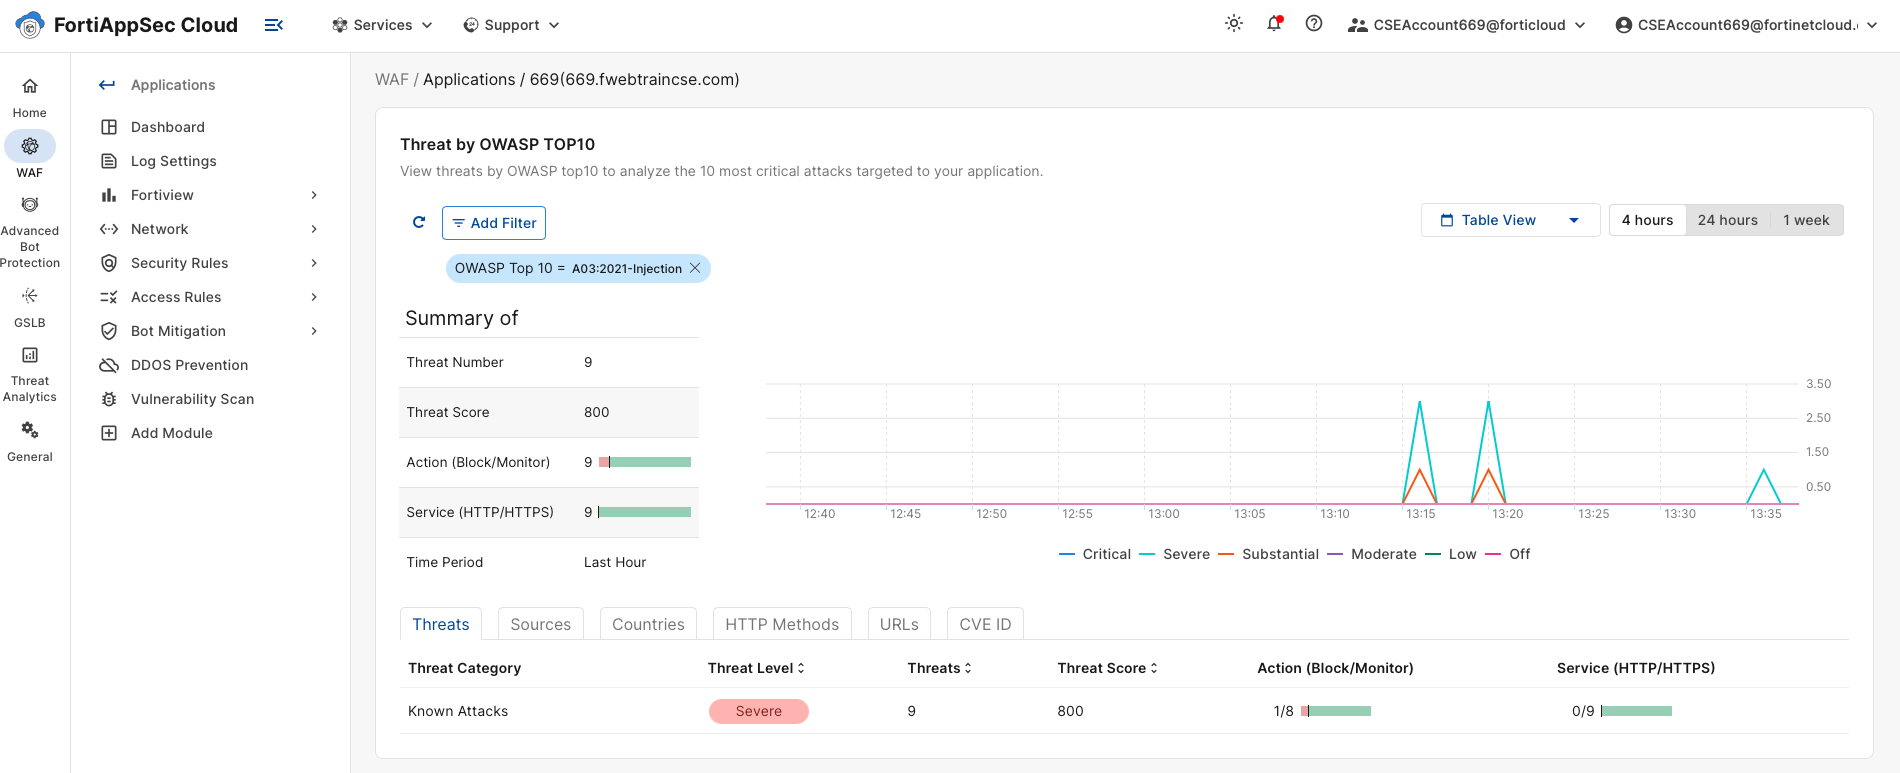 FortiAppSec Cloud
Services
Support
CSEAccount669@forticloud
CSEAccount669@fortinetcloud.
Home
WAF
Advanced
Bot
Protection
GSLB
Threat
Analytics
General
Applications
Dashboard
Log Settings
Fortiview
Network
Security Rules
Access Rules
Bot Mitigation
DDOS Prevention
Vulnerability Scan
Add Module
WAF / Applications / 669(669.fwebtraincse.com)
Threat by OWASP TOP10
View threats by OWASP top10 to analyze the 10 most critical attacks targeted to your application.
Add Filter
Table View
4 hours 24 hours 1 week
OWASP Top 10 = A03:2021-Injection
Summary of
Threat Number 9
Threat Score 800
Action (Block/Monitor) 9
Service (HTTP/HTTPS) 9
Time Period Last Hour
3.50
2.50
1.50
0.50
12:40 12:45 12:50 12:55 13:00 13:05 13:10 13:15 13:20 13:25 13:30 13:35
Critical Severe Substantial Moderate Low Off
Threats Sources Countries HTTP Methods URLs CVE ID
Threat Category Threat Level Threats Threat Score Action (Block/Monitor) Service (HTTP/HTTPS)
Known Attacks Severe 9 800 1/8 0/9